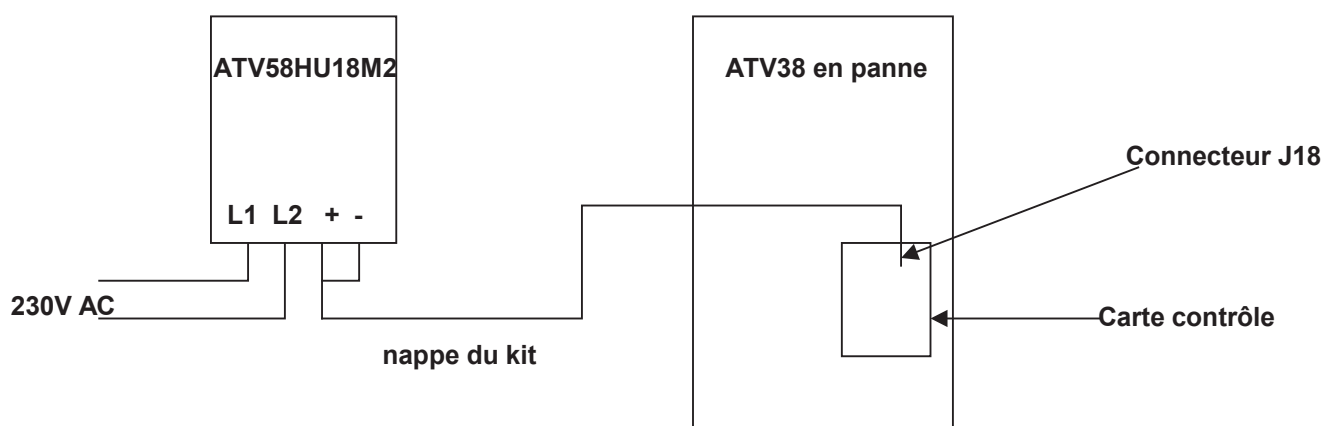 ATV58HU18M2
ATV38 en panne
Connecteur J18
L1 L2 + -
230V AC
Carte contrôle
nappe du kit